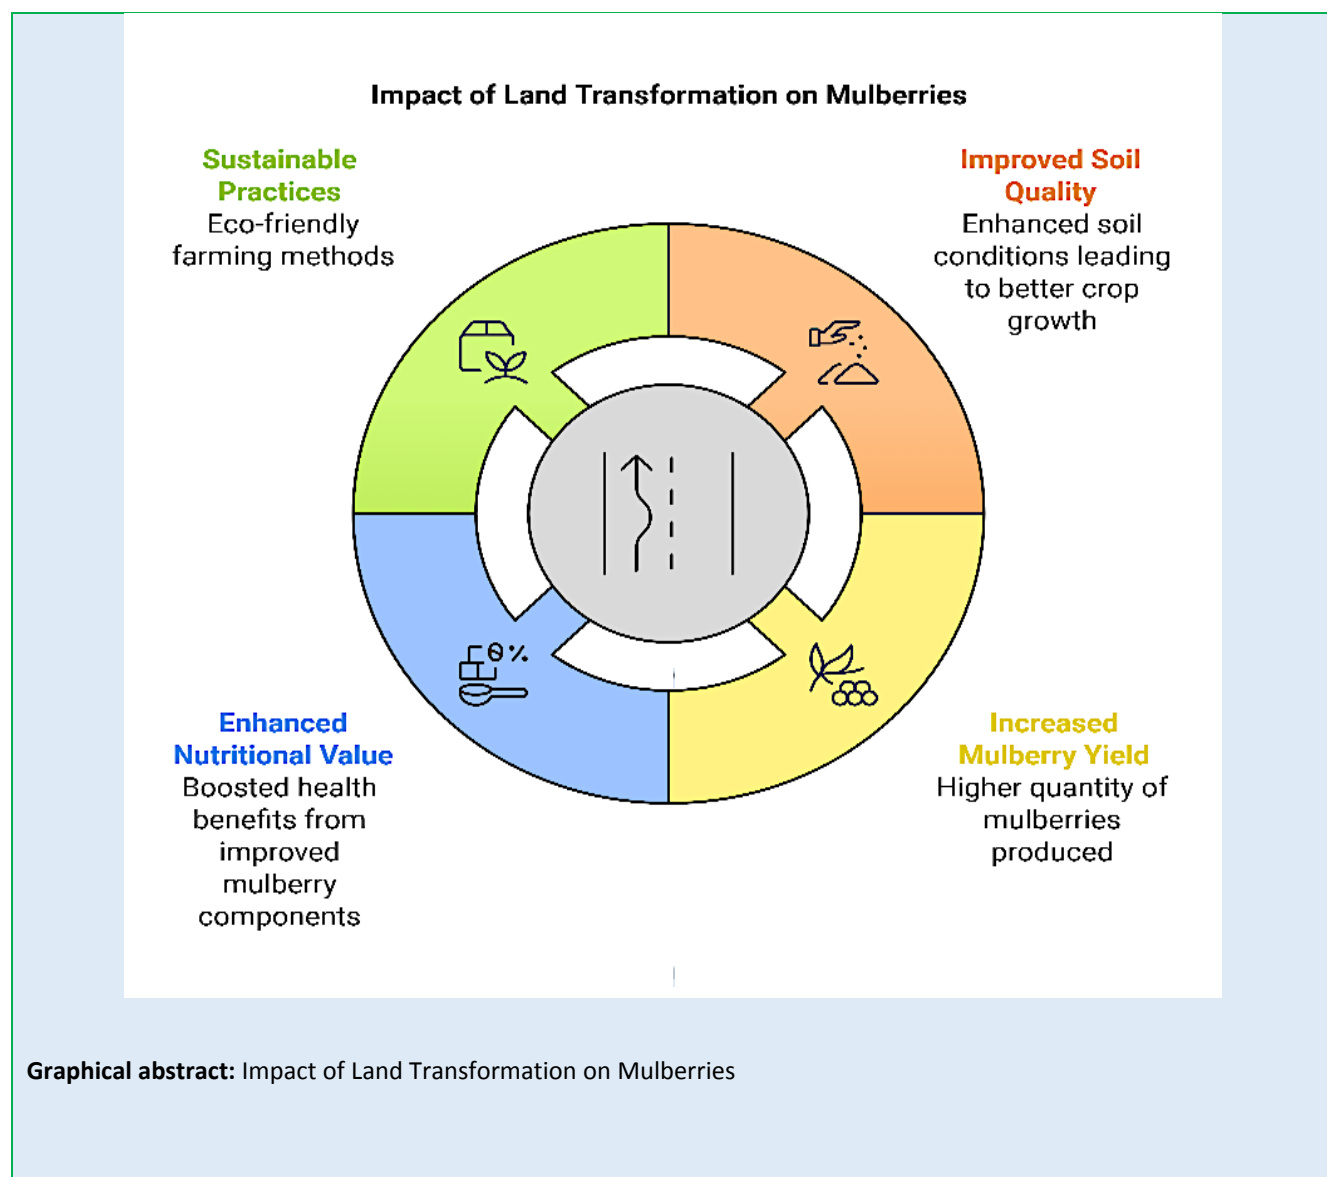 Impact of Land Transformation on Mulberries
Sustainable
Practices
Eco-friendly
farming methods
Improved Soil
Quality
Enhanced soil
conditions leading
to better crop
growth
0%
Enhanced
Nutritional Value
Boosted health
benefits from
improved
mulberry
components
Increased
Mulberry Yield
Higher quantity of
mulberries
produced
Graphical abstract: Impact of Land Transformation on Mulberries